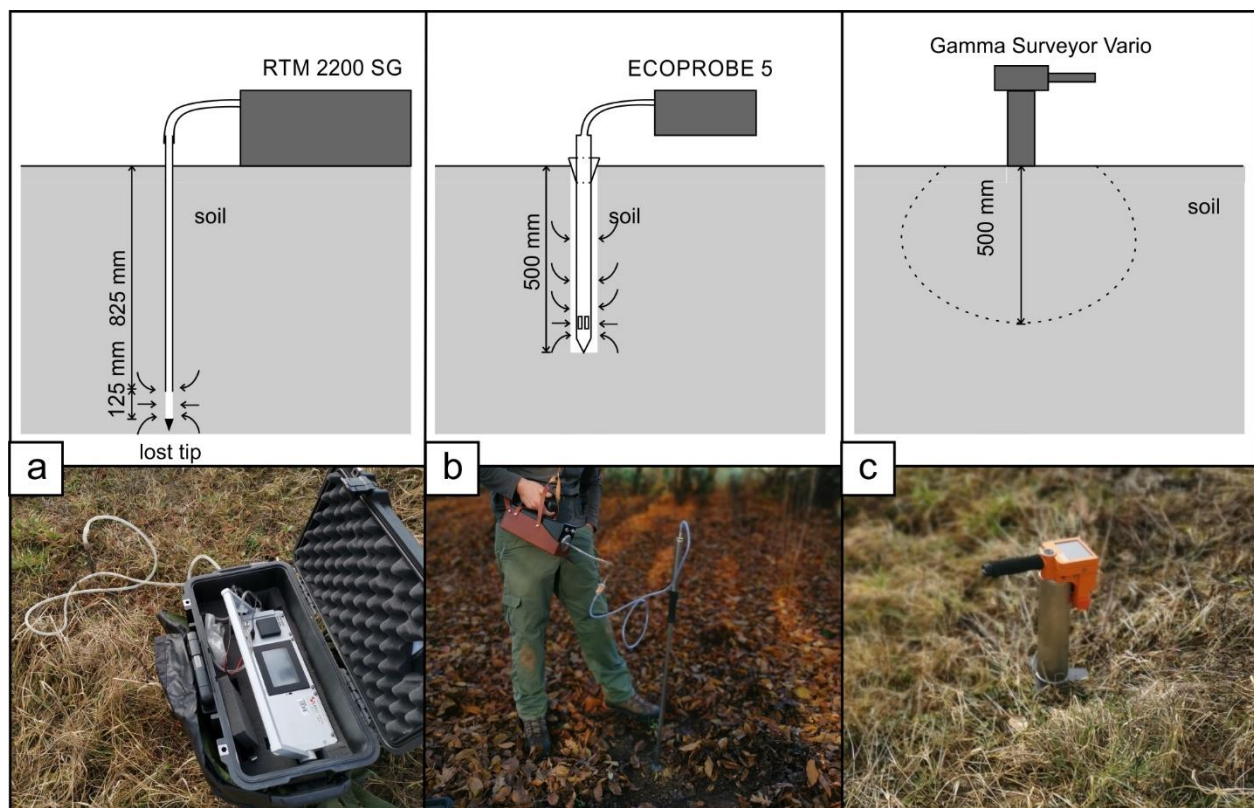 RTM 2200 SG
soil
825 mm
125 mm
lost tip
a
ECOPROBE 5
soil
500 mm
b
Gamma Surveyor Vario
soil
500 mm
c